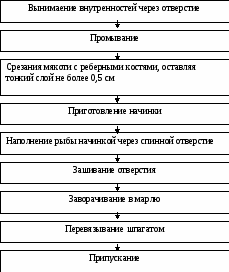 Вынимаение внутренностей через отверстие
Промывание
Срезания мякоти с реберными костями, оставляя
тонкий слой не более 0,5 см
Приготовление начинки
Наполнение рыбы начинкой через спинной отверстие
Зашивание отверстия
Заворачивание в марлю
Перевязывание шпагатом
Припускание